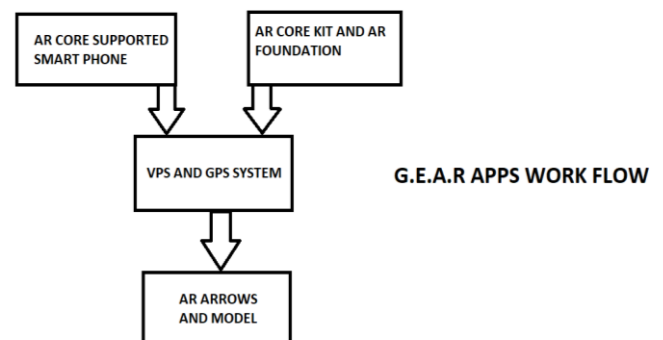 AR CORE SUPPORTED
SMART PHONE
AR CORE KIT AND AR
FOUNDATION
VPS AND GPS SYSTEM
G.E.A.R APPS WORK FLOW
AR ARROWS
AND MODEL